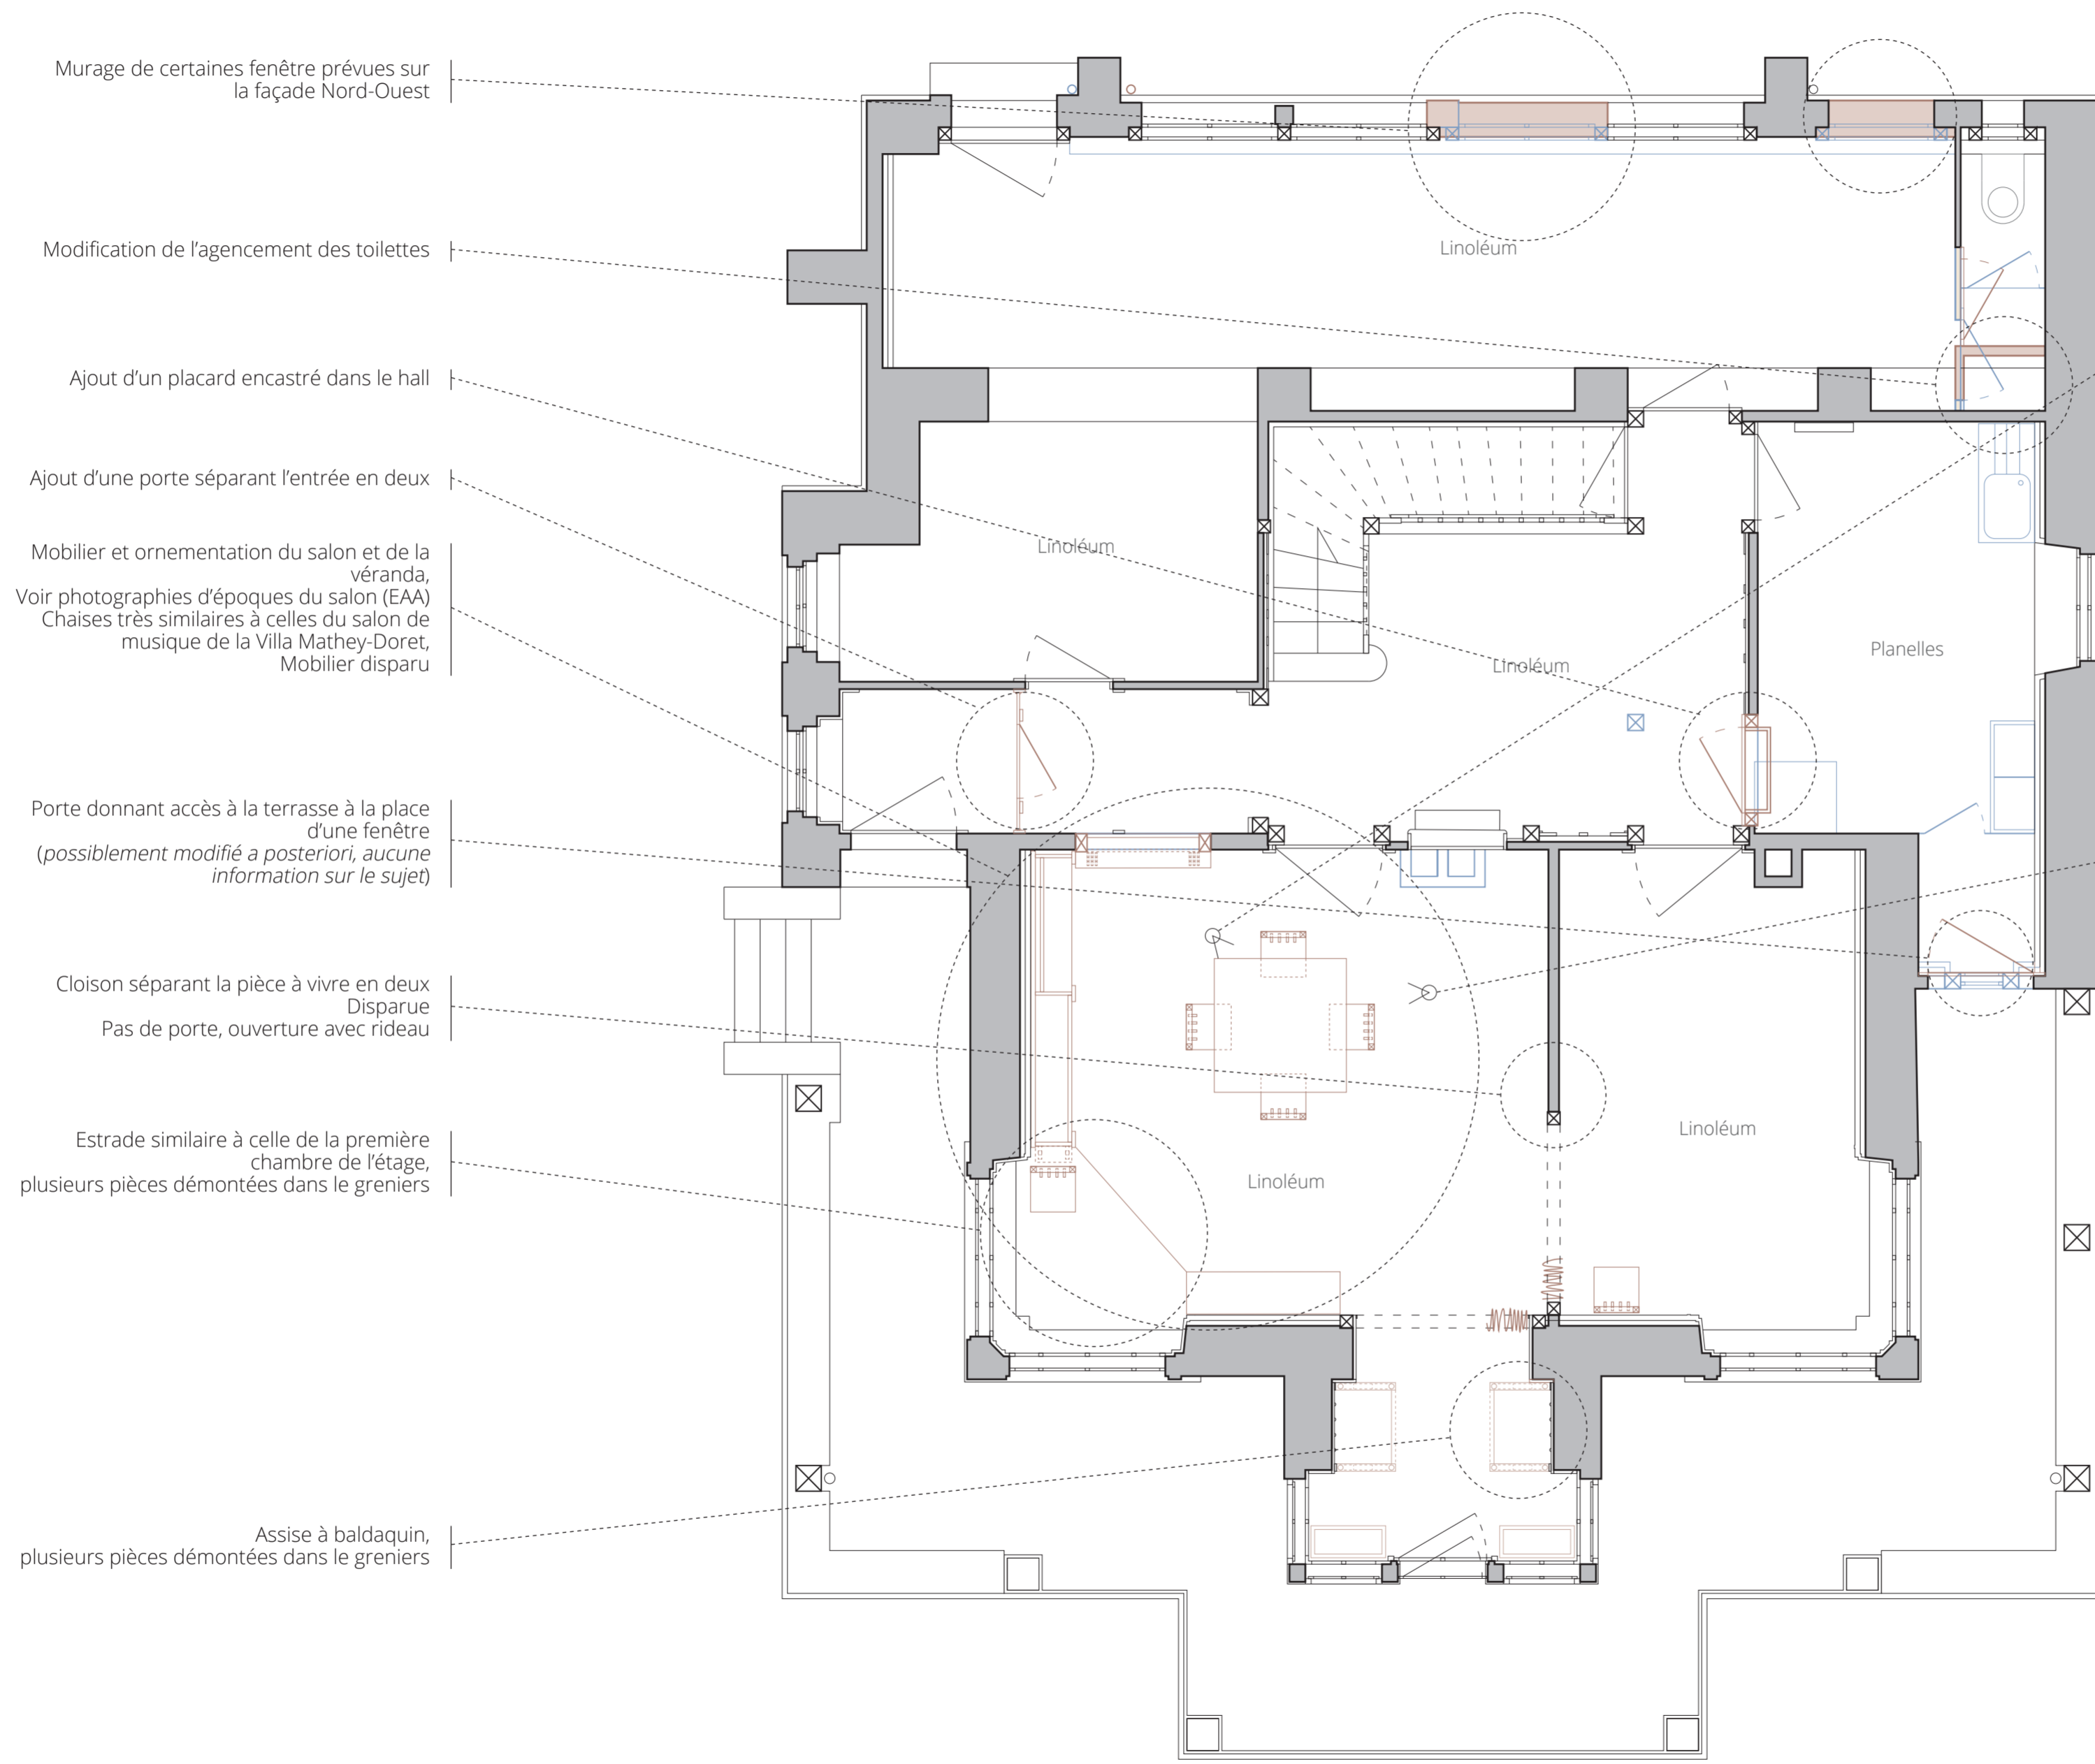 Murage de certaines fenêtre prévues sur
la façade Nord-Ouest
Modification de l'agencement des toilettes
Ajout d'un placard encastré dans le hall
Ajout d'une porte séparant l'entrée en deux
Mobilier et ornementation du salon et de la
véranda,
Voir photographies d'époques du salon (EAA)
Chaises très similaires à celles du salon de
musique de la Villa Mathey-Doret,
Mobilier disparu
Porte donnant accès à la terrasse à la place
d'une fenêtre
(possiblement modifié a posteriori, aucune
information sur le sujet)
Cloison séparant la pièce à vivre en deux
Disparue
Pas de porte, ouverture avec rideau
Estrade similaire à celle de la première
chambre de l'étage,
plusieurs pièces démontées dans le greniers
Assise à baldaquin,
plusieurs pièces démontées dans le greniers
Linoléum
Linoléum
Linoléum
Planelles
Linoléum
Linoléum